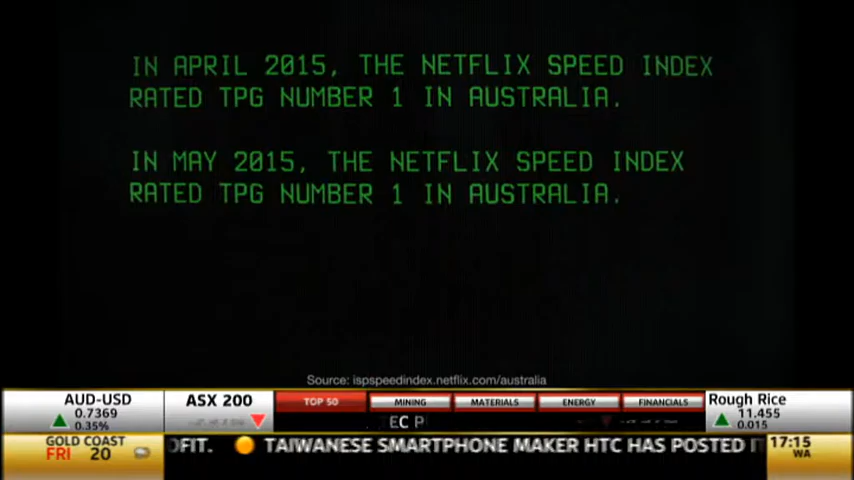 IN APRIL 2015, THE NETFLIX SPEED INDEX
RATED TPG NUMBER 1 IN AUSTRALIA.
IN MAY 2015, THE NETFLIX SPEED INDEX
RATED TPG NUMBER 1 IN AUSTRALIA.
Source: ispspeedindex.netflix.com/australia
AUD-USD
0.7369
0.35%
ASX 200
TOP 50
MINING
MATERIALS
ENERGY
FINANCIALS
EC P
Rough Rice
11.455
0.015
GOLD COAST
FRI 20
OFIT. TAIWANESE SMARTPHONE MAKER HTC HAS POSTED
17:15
WA